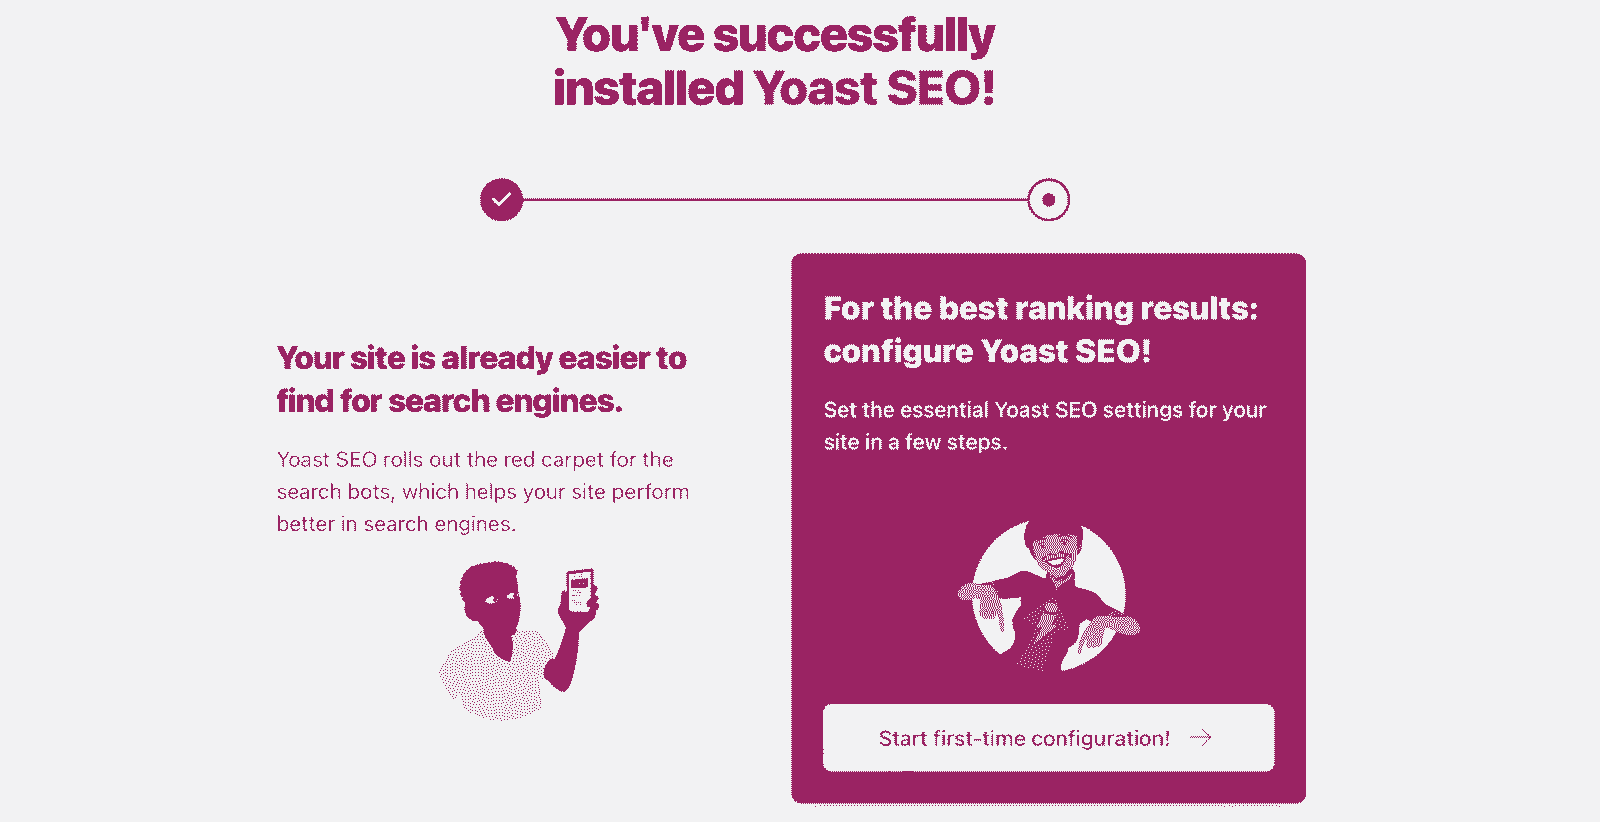 You've successfully
installed Yoast SEO!
Your site is already easier to
find for search engines.
Yoast SEO rolls out the red carpet for the
search bots, which helps your site perform
better in search engines.
For the best ranking results:
configure Yoast SEO!
Set the essential Yoast SEO settings for your
site in a few steps.
Start first-time configuration!